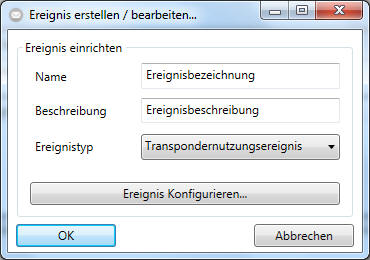 Ereignis erstellen / bearbeiten...
Ereignis einrichten
Name Ereignisbezeichnung
Beschreibung Ereignisbeschreibung
Ereignistyp Transpondernutzungsereignis
Ereignis Konfigurieren...
OK Abbrechen